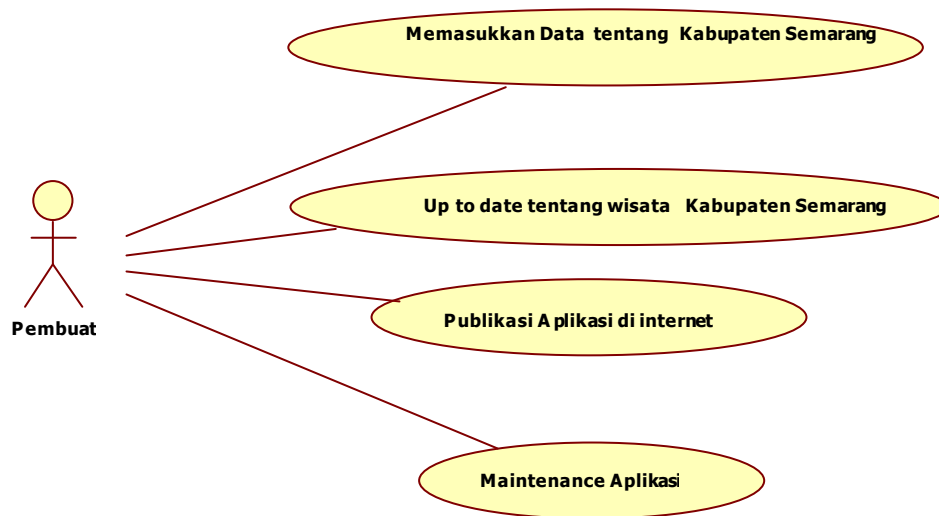 Memasukkan Data tentang Kabupaten Semarang
Up to date tentang wisata Kabupaten Semarang
Pembuat
Publikasi Aplikasi di internet
Maintenance Aplikasi